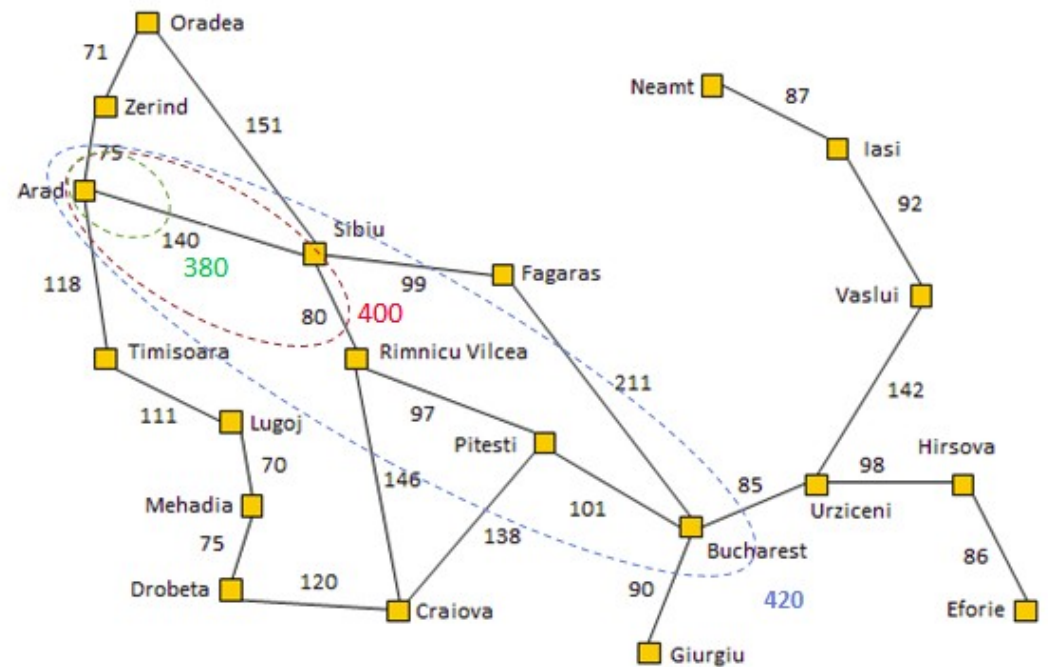 Oradea
71
Neamt
87
Zerind
151
Iasi
75
Arad
92
Sibiu
140
380
99
Fagaras
118
Vaslui
80
400
Timisoara
Rimnicu Vilcea
211
142
111
97
Lugoj
Pitesti
Hirsova
70
98
146
85
Mehadia
101
Urziceni
138
Bucharest
75
86
120
90
Drobeta
420
Craiova
Eforie
Giurgiu